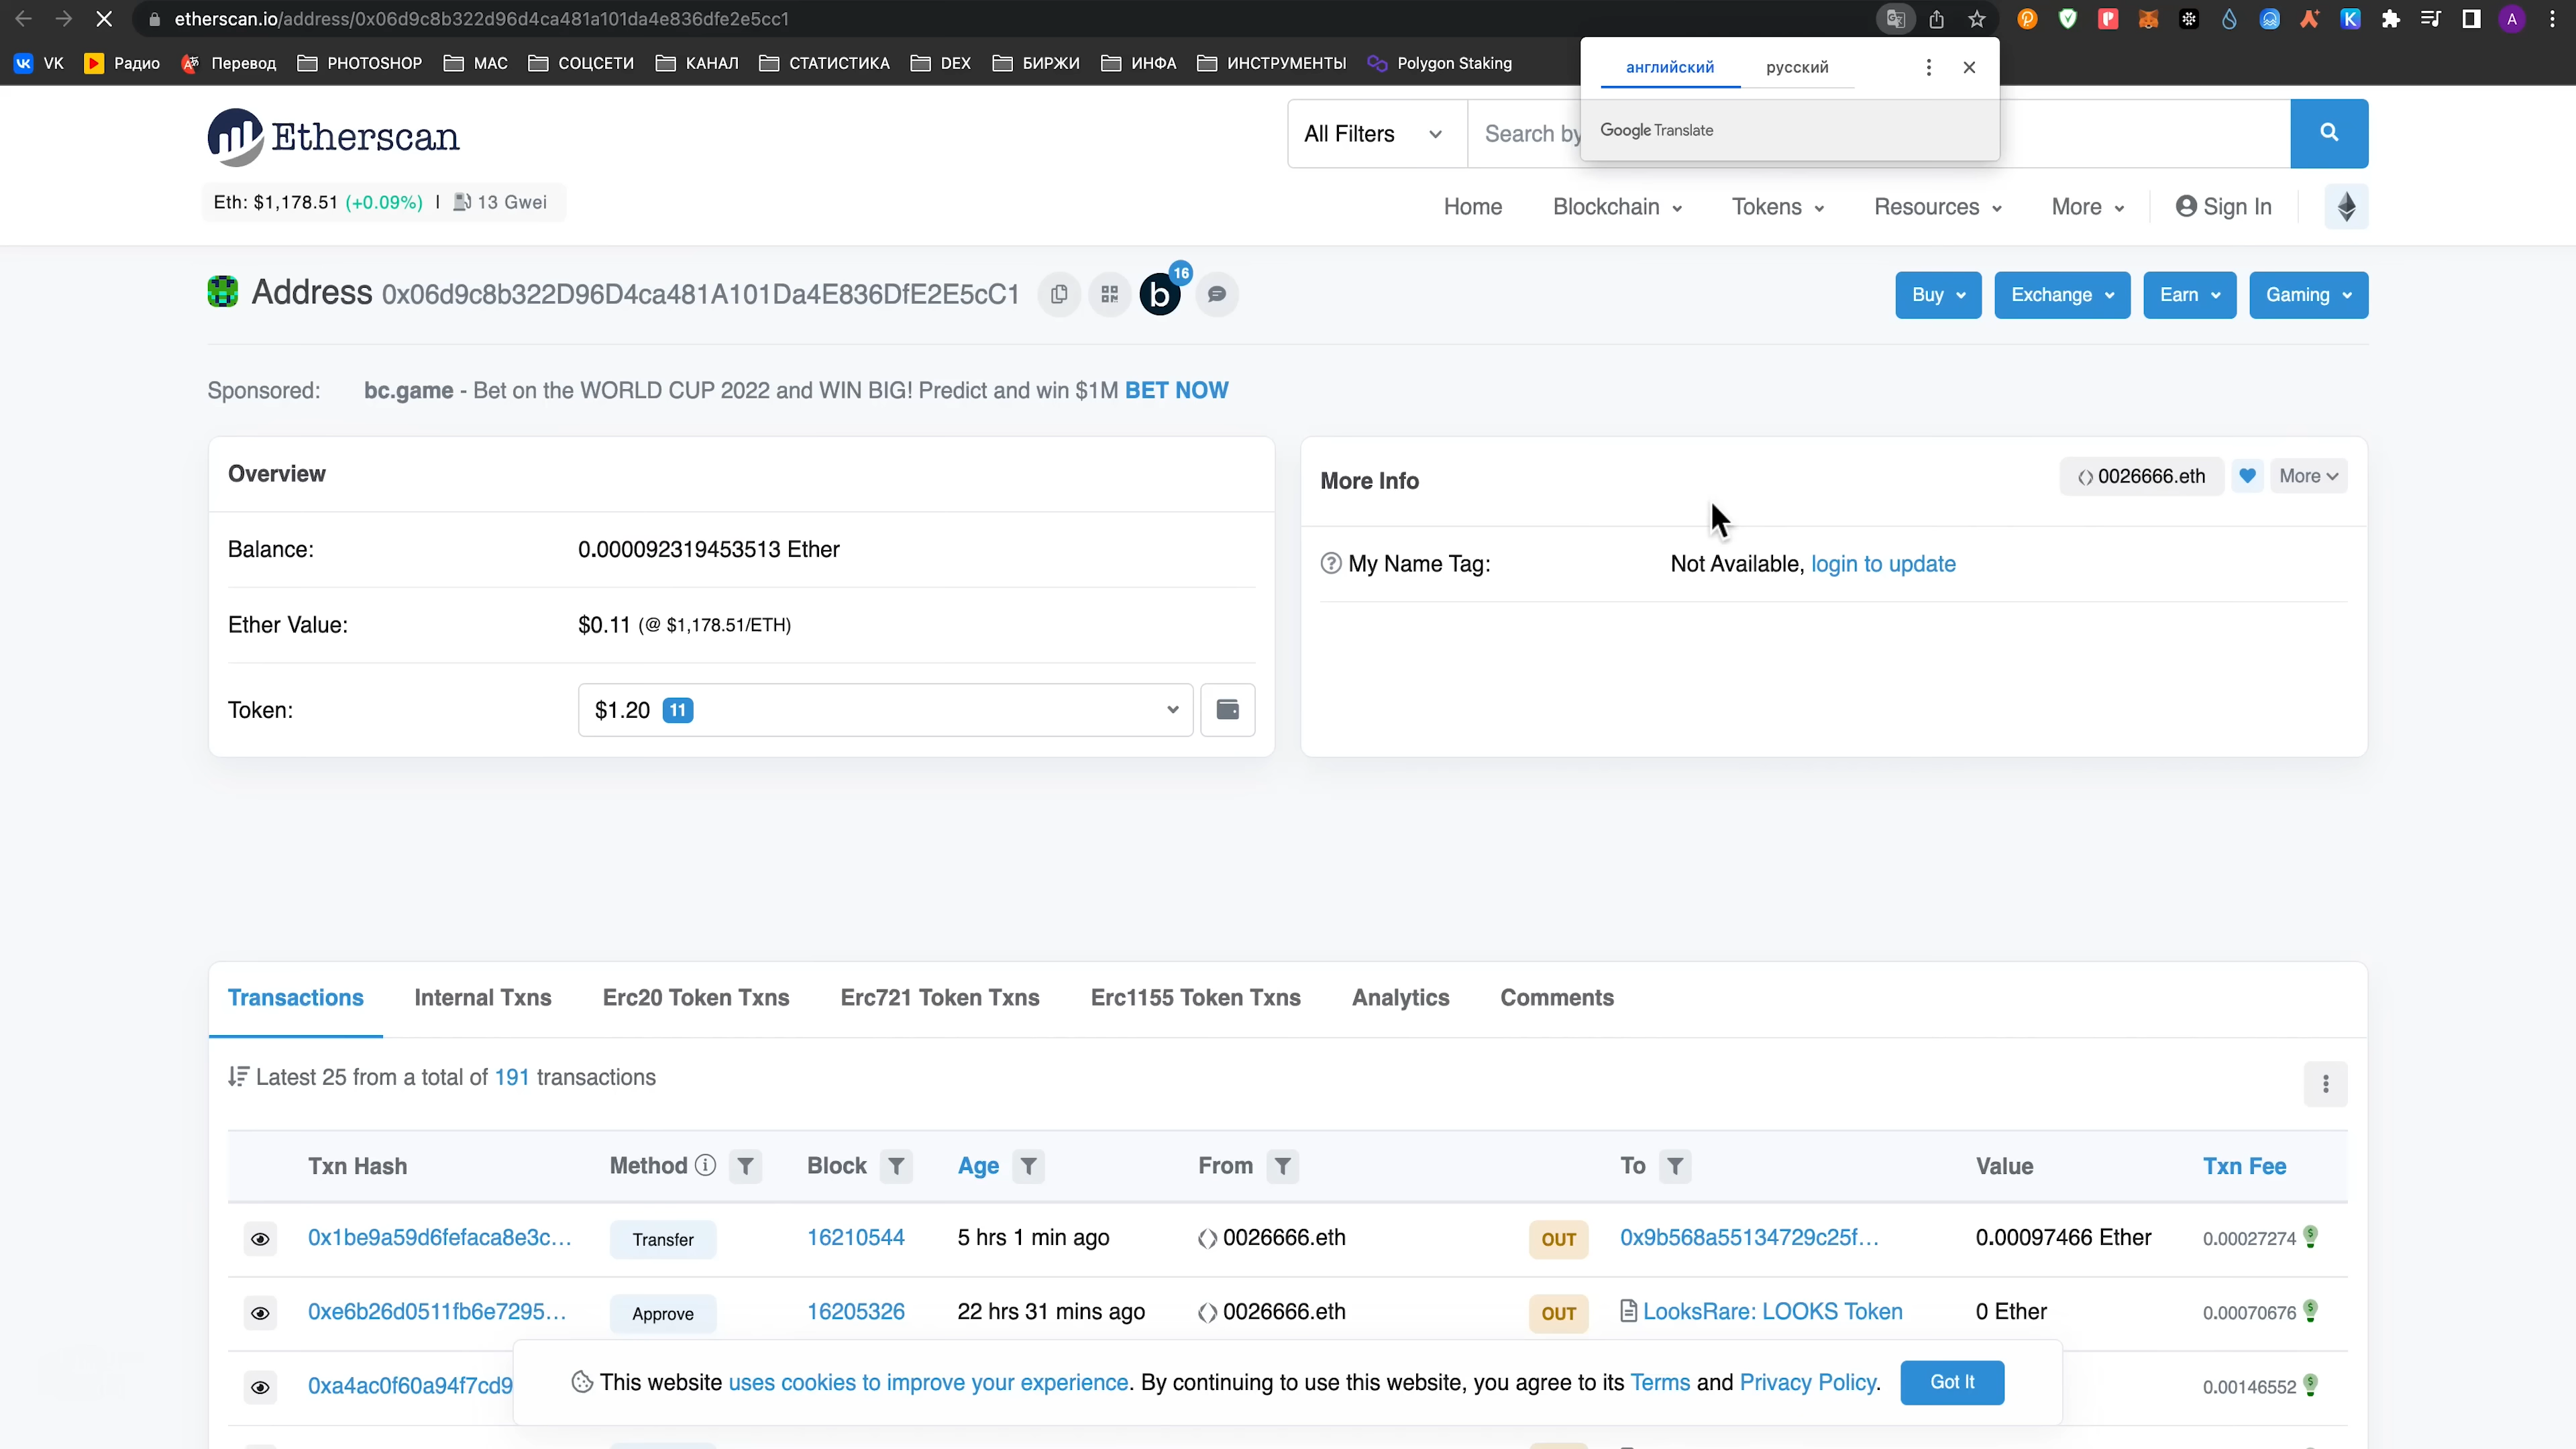 etherscan.io/address/0x06d9c8b322d96d4ca481a101da4e836dfe2e5cc1
VK Радио Перевод PHOTOSHOP MAC СОЦСЕТИ КАНАЛ СТАТИСТИКА DEX БИРЖИ ИНФА ИНСТРУМЕНТЫ Polygon Staking
английский русский
Google Translate
Etherscan
All Filters Search by
Eth: $1,178.51 (+0.09%) | 13 Gwei
Home Blockchain Tokens Resources More Sign In
Address 0x06d9c8b322D96D4ca481A101Da4E836DfE2E5cC1 b 16
Buy Exchange Earn Gaming
Sponsored: bc.game - Bet on the WORLD CUP 2022 and WIN BIG! Predict and win $1M BET NOW
Overview
Balance: 0.000092319453513 Ether
Ether Value: $0.11 (@ $1,178.51/ETH)
Token: $1.20 11
More Info 0026666.eth More
My Name Tag: Not Available, login to update
Transactions Internal Txns Erc20 Token Txns Erc721 Token Txns Erc1155 Token Txns Analytics Comments
Latest 25 from a total of 191 transactions
Txn Hash Method Block Age From To Value Txn Fee
0x1be9a59d6fefaca8e3c... Transfer 16210544 5 hrs 1 min ago 0026666.eth OUT 0x9b568a55134729c25f... 0.00097466 Ether 0.00027274
0xe6b26d0511fb6e7295... Approve 16205326 22 hrs 31 mins ago 0026666.eth OUT LooksRare: LOOKS Token 0 Ether 0.00070676
0xa4ac0f60a94f7cd9 0.00146552
This website uses cookies to improve your experience. By continuing to use this website, you agree to its Terms and Privacy Policy. Got It